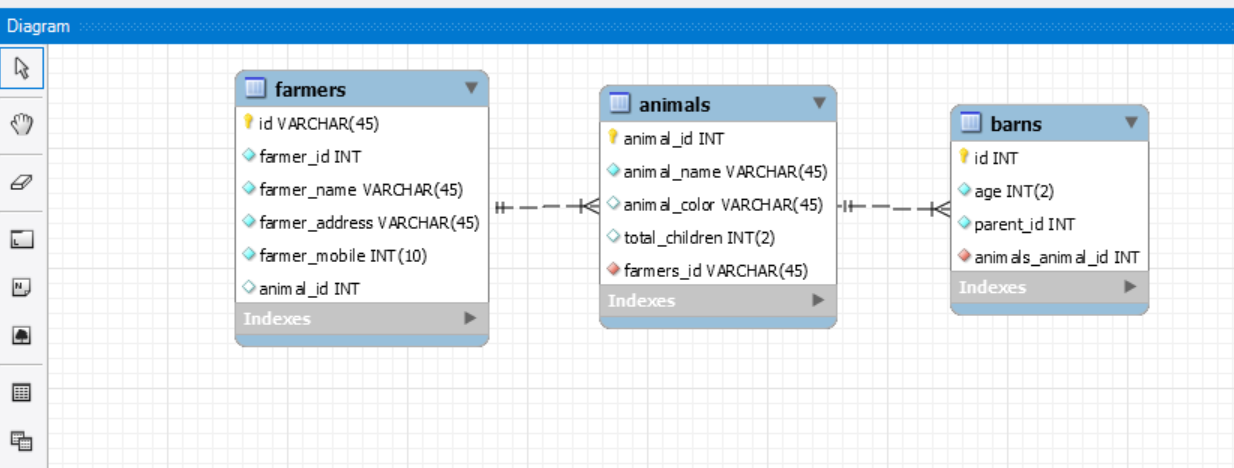 Diagram
farmers
id VARCHAR(45)
farmer_id INT
farmer_name VARCHAR(45)
farmer_address VARCHAR(45)
farmer_mobile INT(10)
animal_id INT
Indexes
animals
animal_id INT
animal_name VARCHAR(45)
animal_color VARCHAR(45)
total_children INT(2)
farmers_id VARCHAR(45)
Indexes
barns
id INT
age INT(2)
parent_id INT
animals_animal_id INT
Indexes